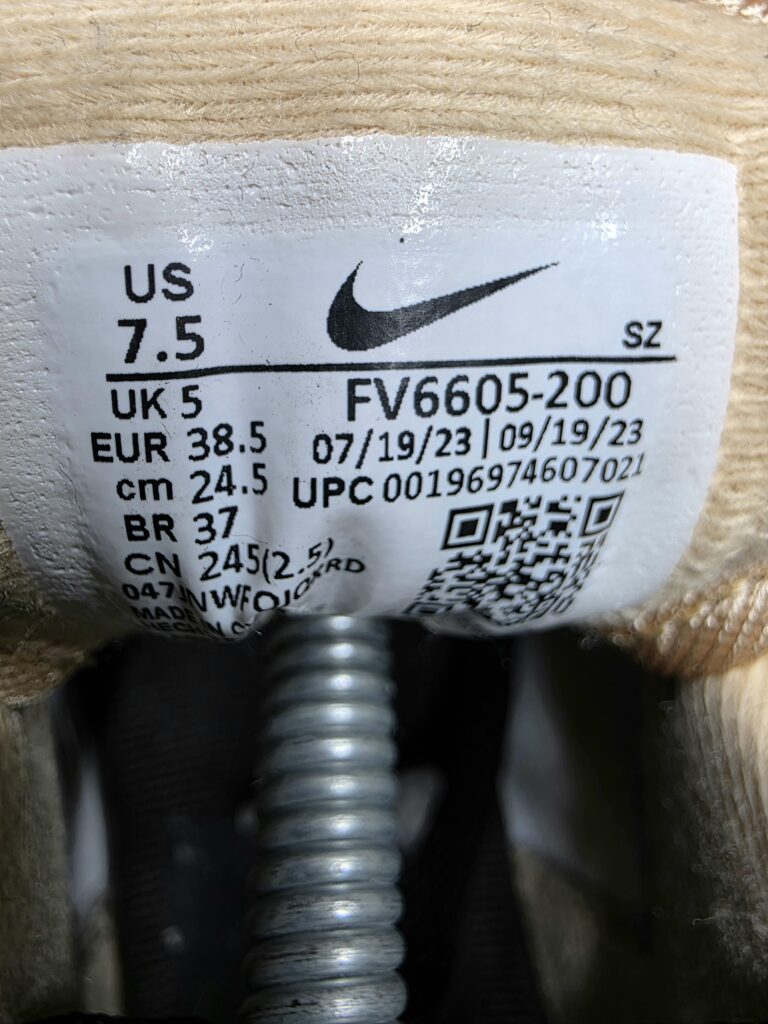 US
7.5
SZ
UK 5
FV6605-200
EUR 38.5
07/19/23 | 09/19/23
cm 24.5
UPC 00196974607021
BR 37
CN 245(2.5)
MADE